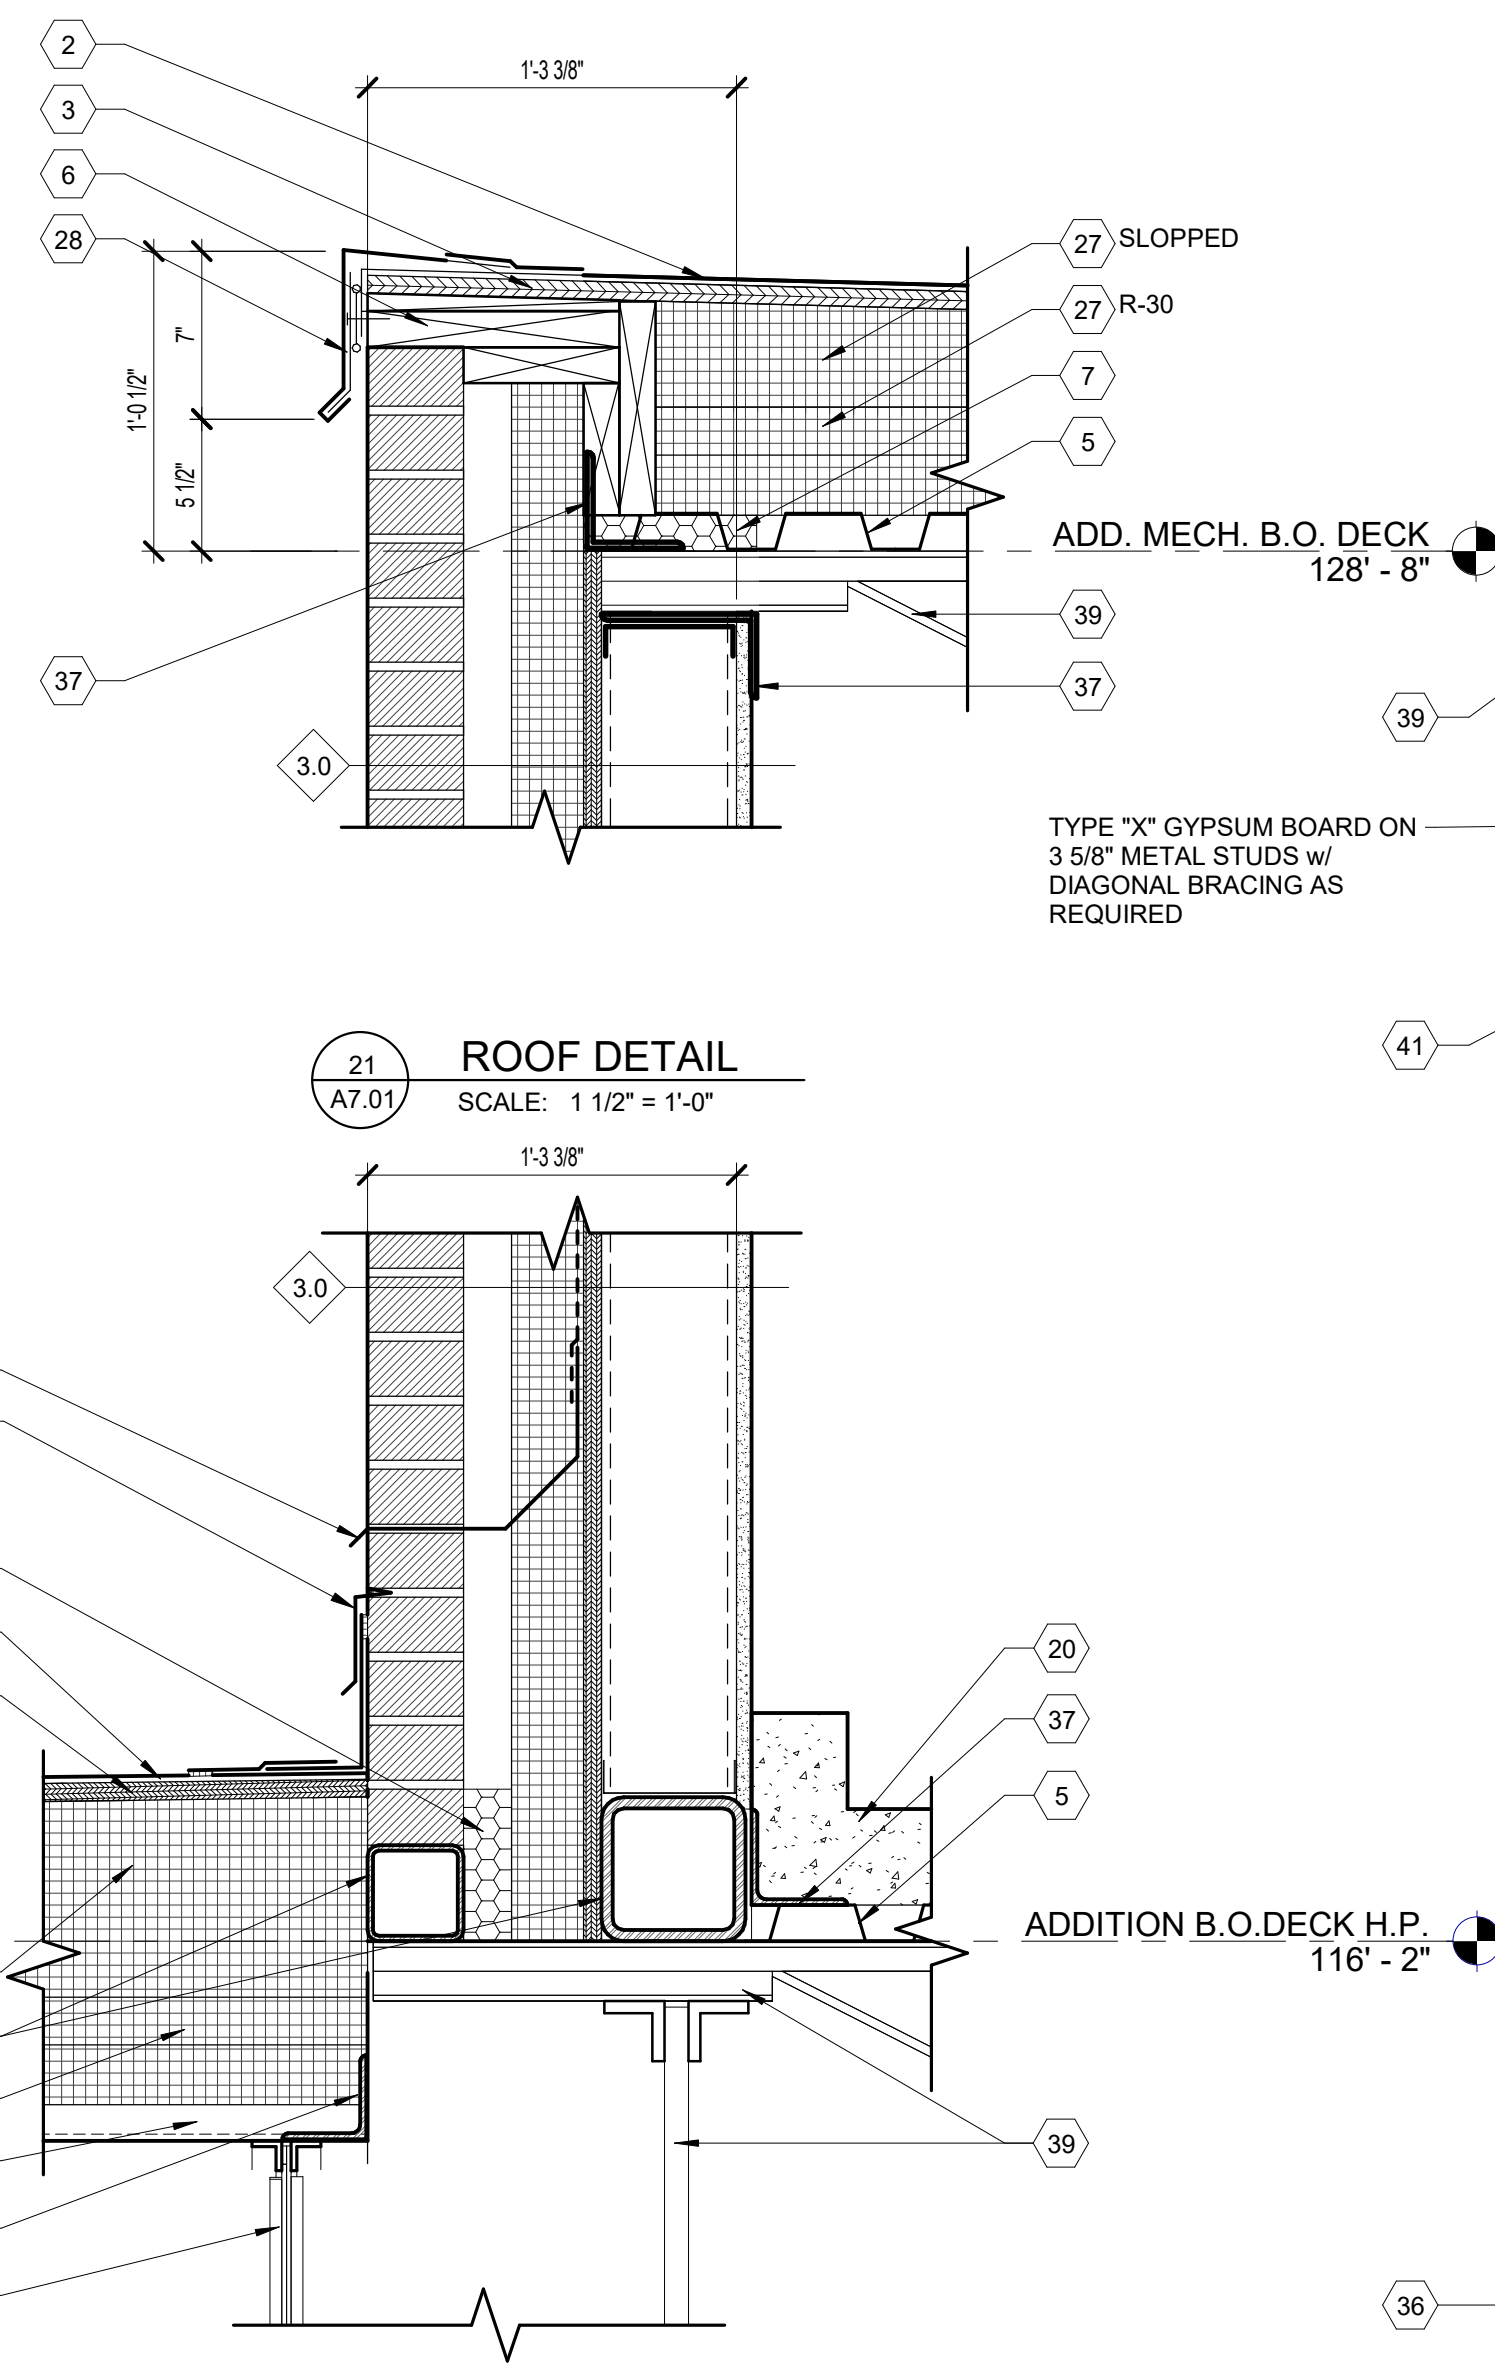 2
3
6
28
1'-3 3/8"
27 SLOPPED
27 R-30
7
5
7"
1'-0 1/2"
5 1/2"
ADD. MECH. B.O. DECK
128' - 8"
39
37
37
39
3.0
TYPE "X" GYPSUM BOARD ON
3 5/8" METAL STUDS w/
DIAGONAL BRACING AS
REQUIRED
21
A7.01
ROOF DETAIL
SCALE: 1 1/2" = 1'-0"
41
1'-3 3/8"
3.0
20
37
5
ADDITION B.O.DECK H.P.
116' - 2"
39
36